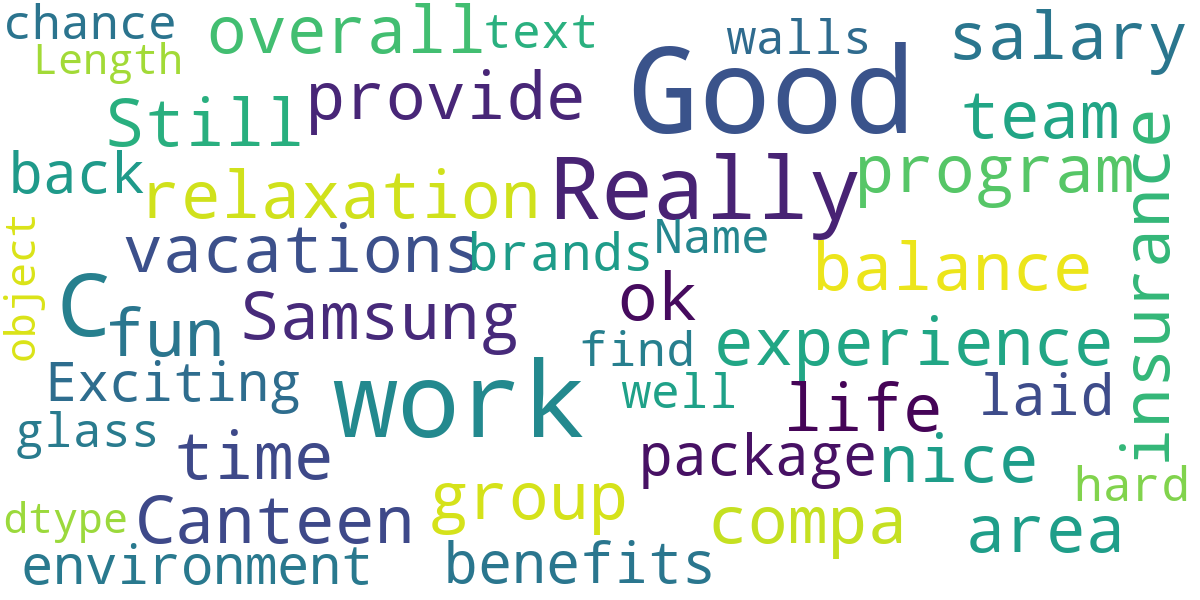 chance
overall
text
walls
salary
Length
Good
provide
Still
team
back
relaxation
Really
program
insurance
object
vacations
brands
Name
balance
C
fun
Samsung
ok
find
experience
Exciting
work
well
life
laid
glass
time
package
nice
hard
dtype
Canteen
group
compa
area
environment
benefits